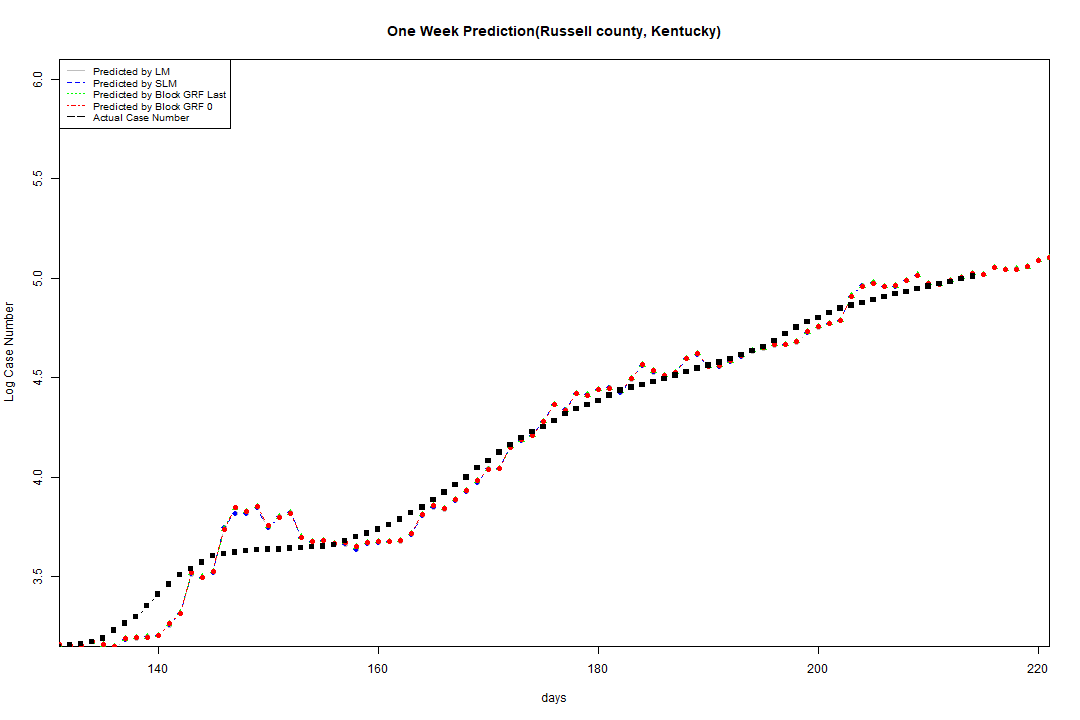 One Week Prediction(Russell county, Kentucky)
Predicted by LM
Predicted by SLM
Predicted by Block GRF Last
Predicted by Block GRF 0
Actual Case Number
6.0
5.5
5.0
4.5
4.0
3.5
Log Case Number
140 160 180 200 220
days